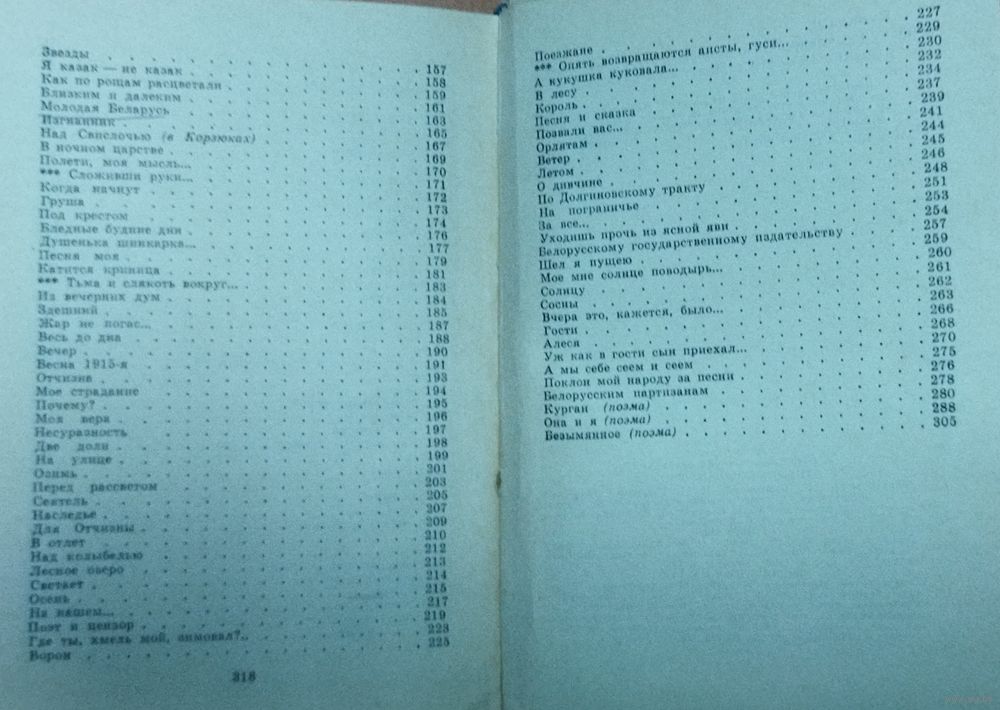 Звезды . . . 157
Я казак — не казак . . . 158
Как по рощам расцветали . . . 159
Близким и далеким . . . 161
Молодая Беларусь . . . 163
Изгнанник . . . 165
Над Свислочью (в Корзюках) . . . 167
В ночном царстве . . . 169
Полети, моя мысль... . . . 170
*** Сложивши руки... . . . 171
Когда начнут . . . 172
Груша . . . 173
Под крестом . . . 174
Бледные будние дни . . . 176
Душенька шинкарка... . . . 177
Песня моя . . . 179
Катится криница . . . 181
*** Тьма и слякоть вокруг... . . . 183
Из вечерних дум . . . 184
Здешний . . . 185
Жар не погас... . . . 187
Весь до дна . . . 188
Вечер . . . 190
Весна 1915-я . . . 191
Отчизна . . . 193
Мое страдание . . . 194
Почему? . . . 195
Моя вера . . . 196
Несуразность . . . 197
Две доли . . . 198
На улице . . . 199
Озимь . . . 201
Перед рассветом . . . 203
Сеятель . . . 205
Наследье . . . 207
Для Отчизны . . . 209
В отлет . . . 210
Над колыбелью . . . 212
Лесное озеро . . . 213
Светает . . . 214
Осень . . . 215
На нашем... . . . 217
Поэт и цензор . . . 219
Где ты, хмель мой, зимовал?.. . . . 223
Ворон . . . 225
318
Поезжане . . . 227
*** Опять возвращаются аисты, гуси... . . . 229
А кукушка куковала... . . . 230
В лесу . . . 232
Король . . . 234
Песня и сказка . . . 237
Позвали вас... . . . 239
Орлятам . . . 241
Ветер . . . 244
Летом . . . 245
О дивчине . . . 246
По Долгиновскому тракту . . . 248
На пограничье . . . 251
За все... . . . 253
Уходишь прочь из ясной яви . . . 254
Белорусскому государственному издательству . . . 257
Шел я пущею . . . 259
Мое мне солнце поводырь... . . . 260
Солнцу . . . 261
Сосны . . . 262
Вчера это, кажется, было... . . . 263
Гости . . . 266
Алеся . . . 268
Уж как в гости сын приехал... . . . 270
А мы себе сеем и сеем . . . 275
Поклон мой народу за песни . . . 276
Белорусским партизанам . . . 278
Курган (поэма) . . . 280
Она и я (поэма) . . . 288
Безымянное (поэма) . . . 305